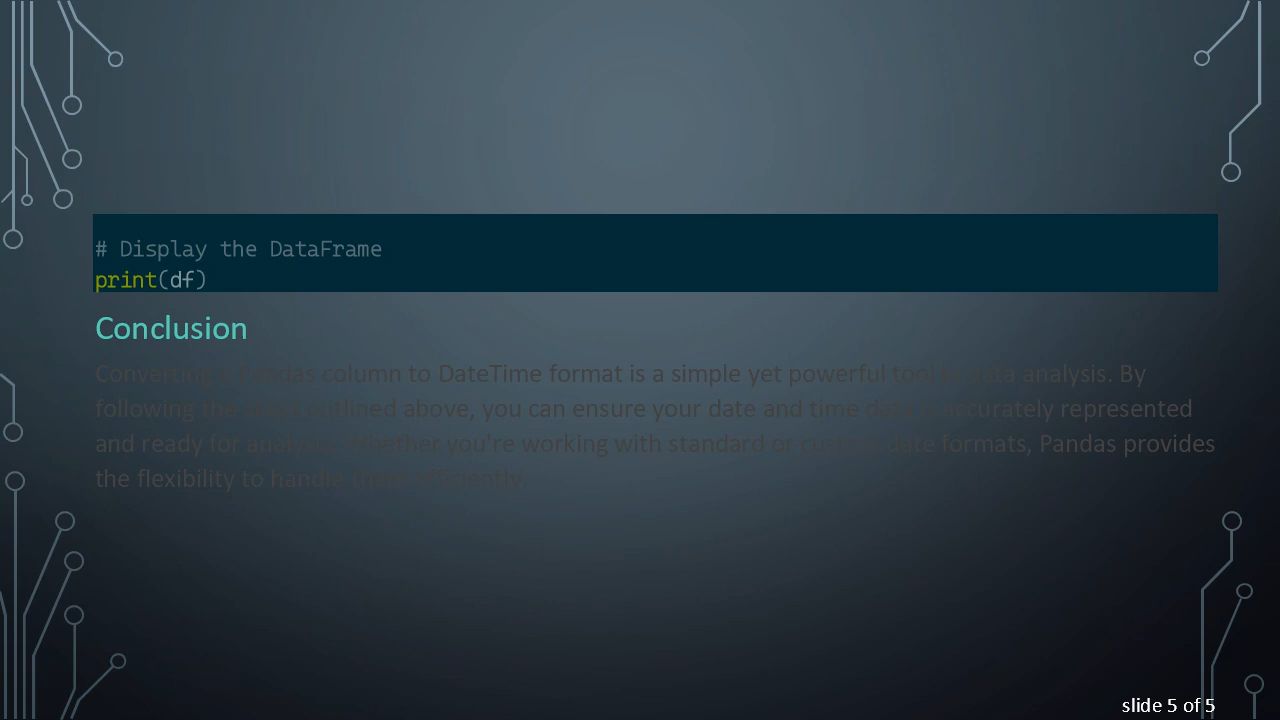 # Display the DataFrame
print(df)
Conclusion
Converting a Pandas column to DateTime format is a simple yet powerful tool in data analysis. By
following the steps outlined above, you can ensure your date and time data is accurately represented
and ready for analysis. Whether you're working with standard or custom date formats, Pandas provides
the flexibility to handle them efficiently.
slide 5 of 5